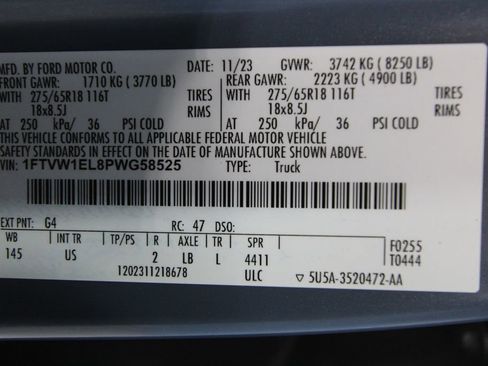 MFD. BY FORD MOTOR CO. DATE: 11/23 GVWR: 3742 KG ( 8250 LB)
FRONT GAWR: 1710 KG ( 3770 LB) REAR GAWR: 2223 KG ( 4900 LB)
WITH 275/65R18 116T TIRES WITH 275/65R18 116T TIRES
18x8.5J RIMS 18x8.5J RIMS
AT 250 kPa/ 36 PSI COLD AT 250 kPa/ 36 PSI COLD
THIS VEHICLE CONFORMS TO ALL APPLICABLE FEDERAL MOTOR VEHICLE
SAFETY STANDARDS IN EFFECT ON THE DATE OF MANUFACTURE SHOWN ABOVE.
VIN: 1FTVW1EL8PWG58525 TYPE: Truck
EXT PNT: G4 RC: 47 DSO:
WB INT TR TP/PS R AXLE TR SPR F0255
145 US 2 LB L 4411 T0444
1202311218678 ULC ▽ 5U5A-3520472-AA